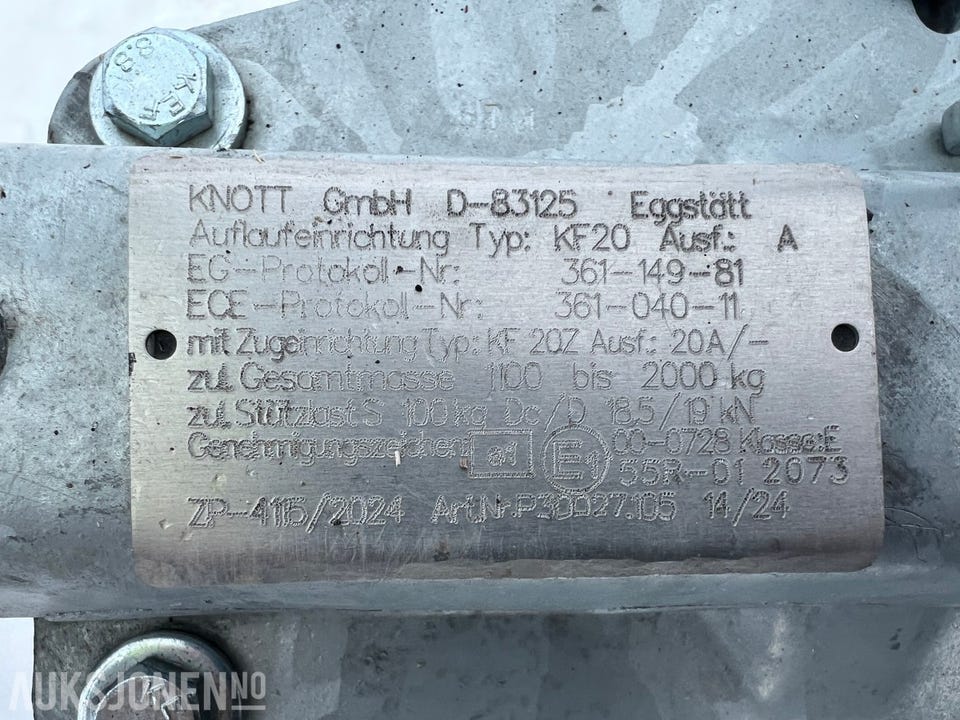 8.8
KNOTT GmbH D-83125 Eggstätt
Auflaufeinrichtung Typ: KF20 Ausf.: A
EG-Protokoll-Nr.: 361-149-81
ECE-Protokoll-Nr.: 361-040-11
mit Zugeinrichtung Typ: KF 20Z Ausf.: 20A/-
zul. Gesamtmasse 1100 bis 2000 kg
zul. Stützlast S 100 kg Dc/D 18.5/19 kN
Genehmigungszeichen: e1 E1 00-0728 Klasse:E
55R-01 2073
ZP-4115/2024 Art.Nr.P30027.105 14/24
AUKSJONEN.NO